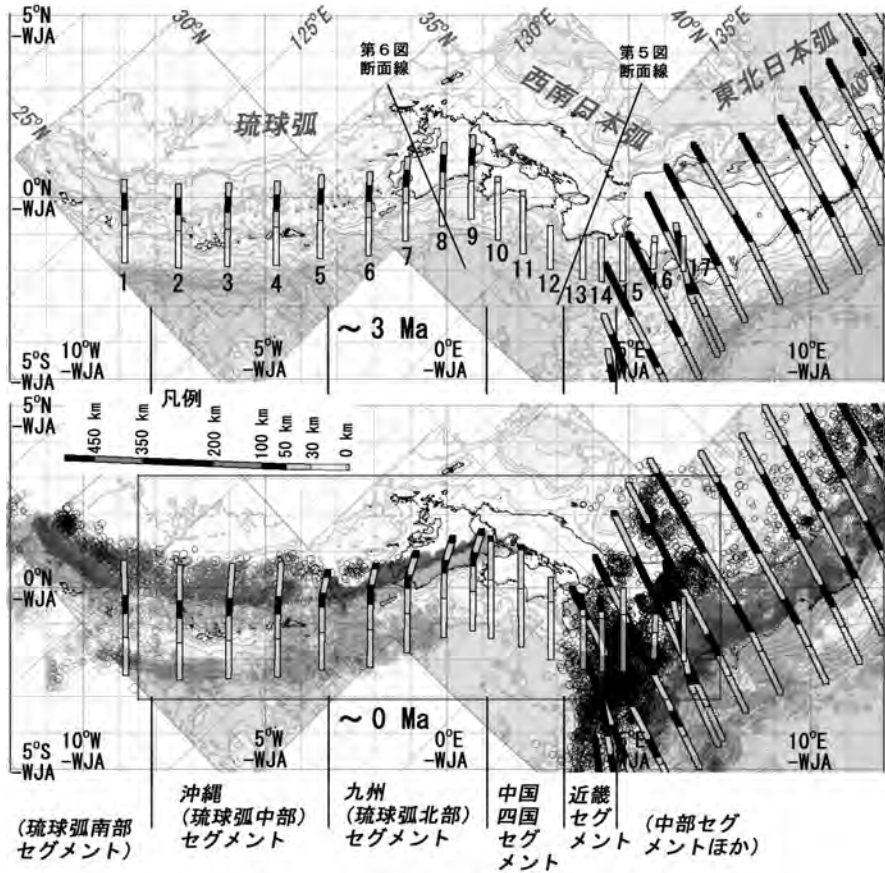 5°N
-WJA
30°N
125°E
35°N
130°E
40°N
135°E
25°N
第6図
断面線
第5図
断面線
琉球弧
西南日本弧
東北日本弧
40°N
0°N
-WJA
1
2
3
4
5
6
7
8
9
10
11
12
13
14
15
16
17
~ 3 Ma
5°S
-WJA
10°W
-WJA
5°W
-WJA
0°E
-WJA
5°E
-WJA
10°E
-WJA
5°N
-WJA
凡例
450 km
350 km
200 km
100 km
50 km
30 km
0 km
0°N
-WJA
~ 0 Ma
5°S
-WJA
10°W
-WJA
5°W
-WJA
0°E
-WJA
5°E
-WJA
10°E
-WJA
(琉球弧南部
セグメント)
沖縄
(琉球弧中部)
セグメント
九州
(琉球弧北部)
セグメント
中国
四国
セグ
メント
近畿
セグ
メント
(中部セグ
メントほか)